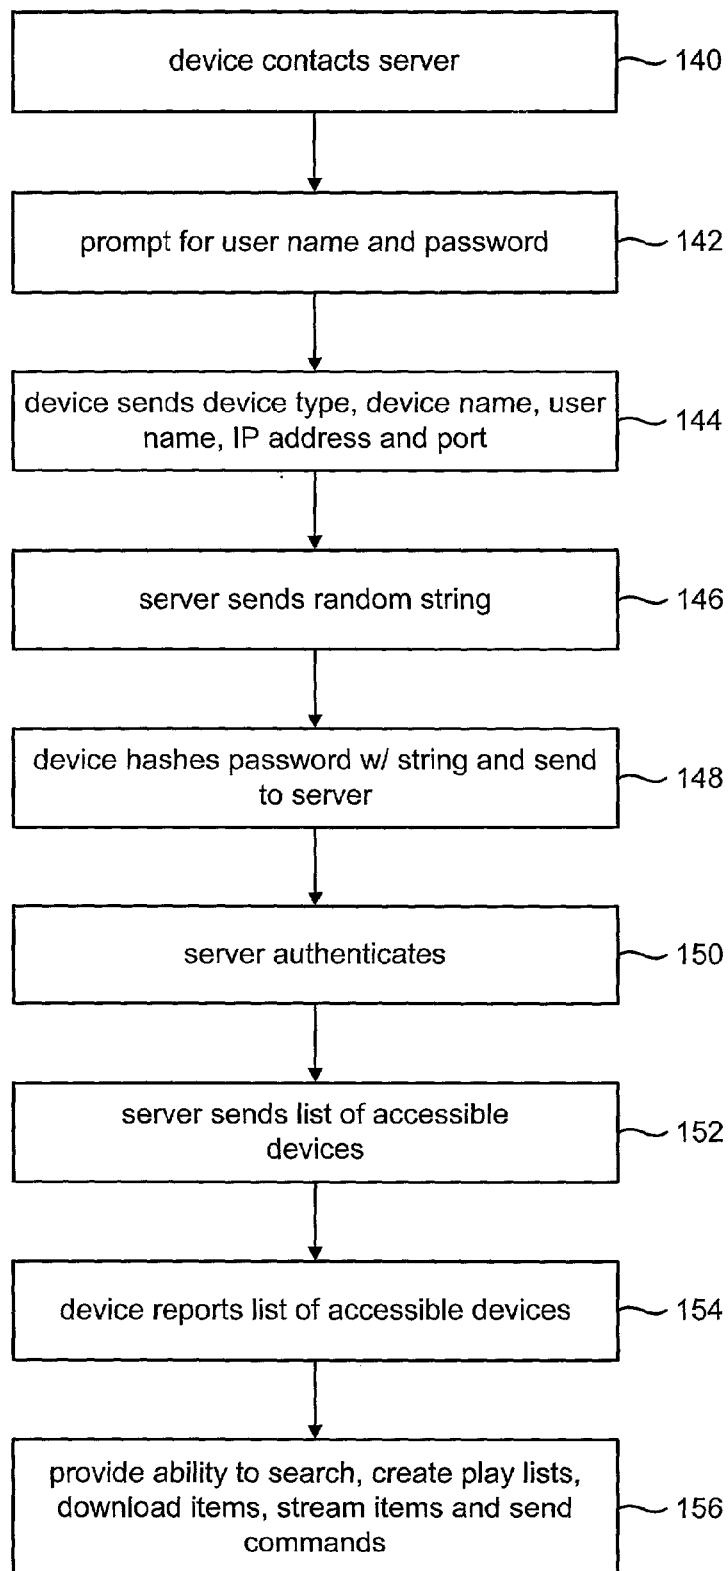 device contacts server
140
prompt for user name and password
142
device sends device type, device name, user
name, IP address and port
144
server sends random string
146
device hashes password w/ string and send
to server
148
server authenticates
150
server sends list of accessible
devices
152
device reports list of accessible devices
154
provide ability to search, create play lists,
download items, stream items and send
commands
156